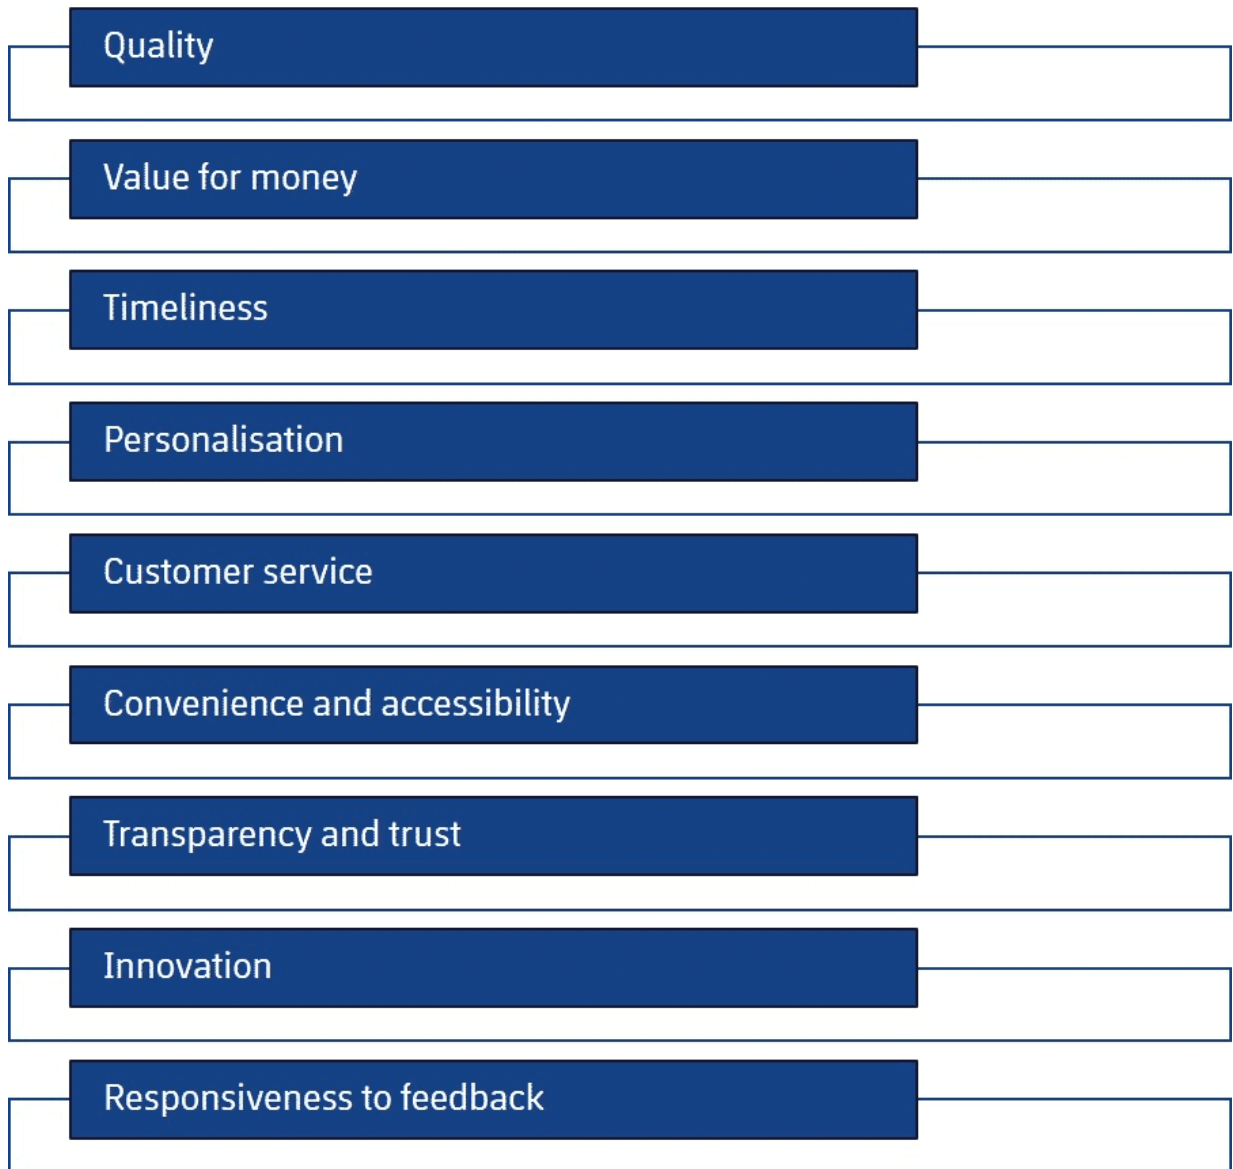 Quality
Value for money
Timeliness
Personalisation
Customer service
Convenience and accessibility
Transparency and trust
Innovation
Responsiveness to feedback